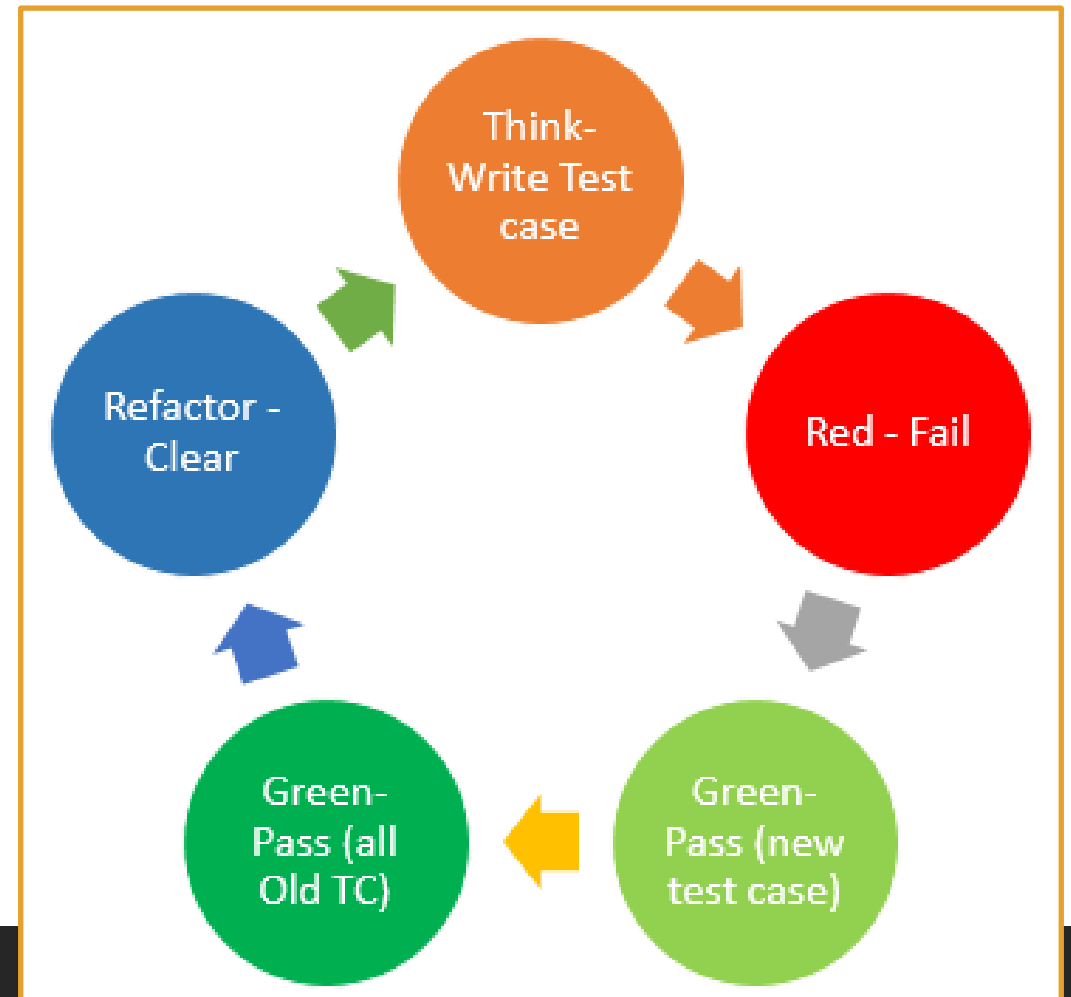 Think-
Write Test
case
Red - Fail
Green-
Pass (new
test case)
Green-
Pass (all
Old TC)
Refactor -
Clear